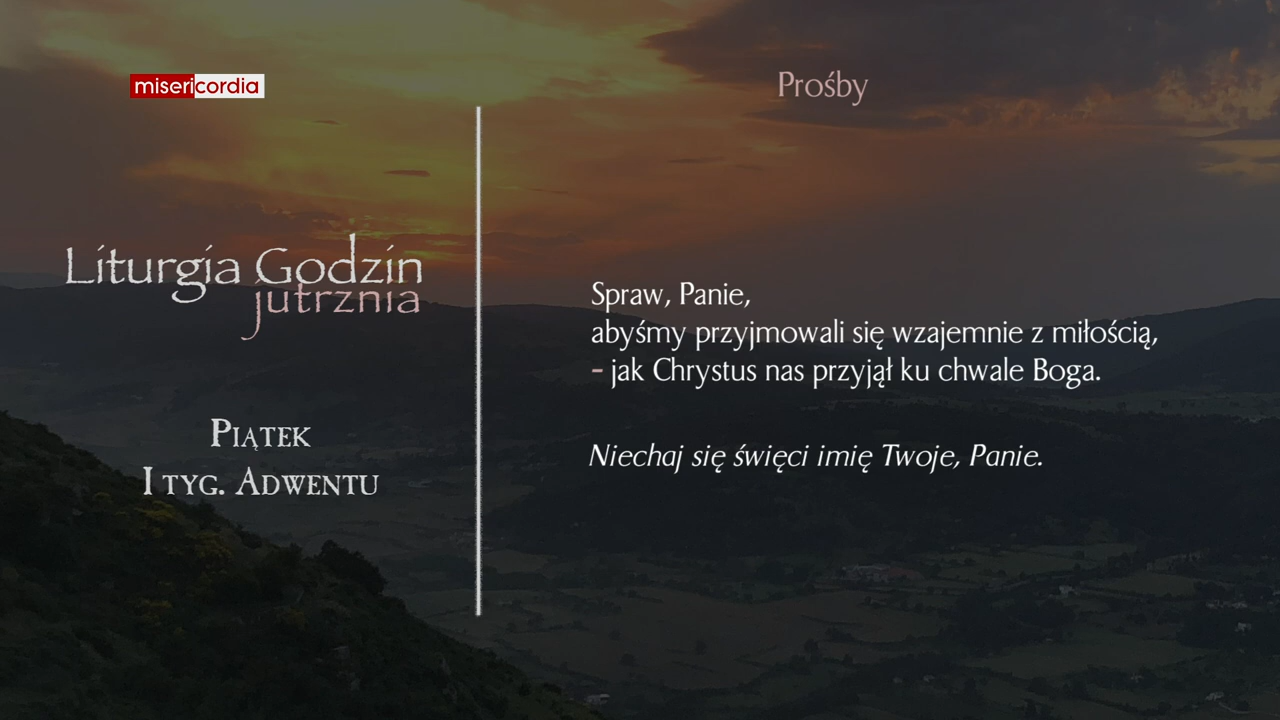 misericordia
Prośby
Liturgia Godzin
jutrznia
Piątek
I tyg. Adwentu
Spraw, Panie,
abyśmy przyjmowali się wzajemnie z miłością,
- jak Chrystus nas przyjął ku chwale Boga.
Niechaj się święci imię Twoje, Panie.